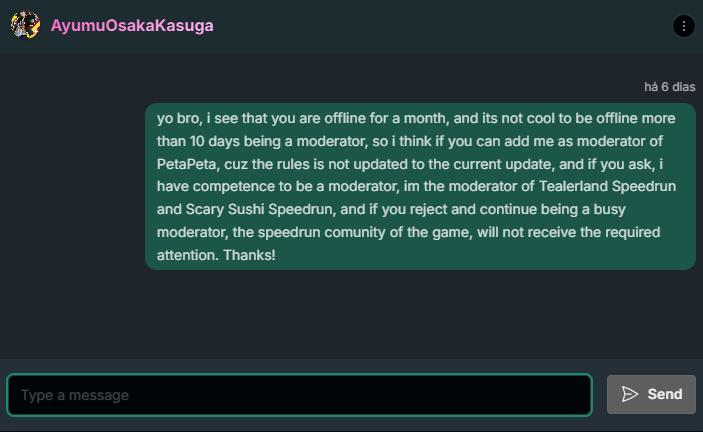 AyumuOsakaKasuga
há 6 dias
yo bro, i see that you are offline for a month, and its not cool to be offline more
than 10 days being a moderator, so i think if you can add me as moderator of
PetaPeta, cuz the rules is not updated to the current update, and if you ask, i
have competence to be a moderator, im the moderator of Tealerland Speedrun
and Scary Sushi Speedrun, and if you reject and continue being a busy
moderator, the speedrun comunity of the game, will not receive the required
attention. Thanks!
Type a message
Send